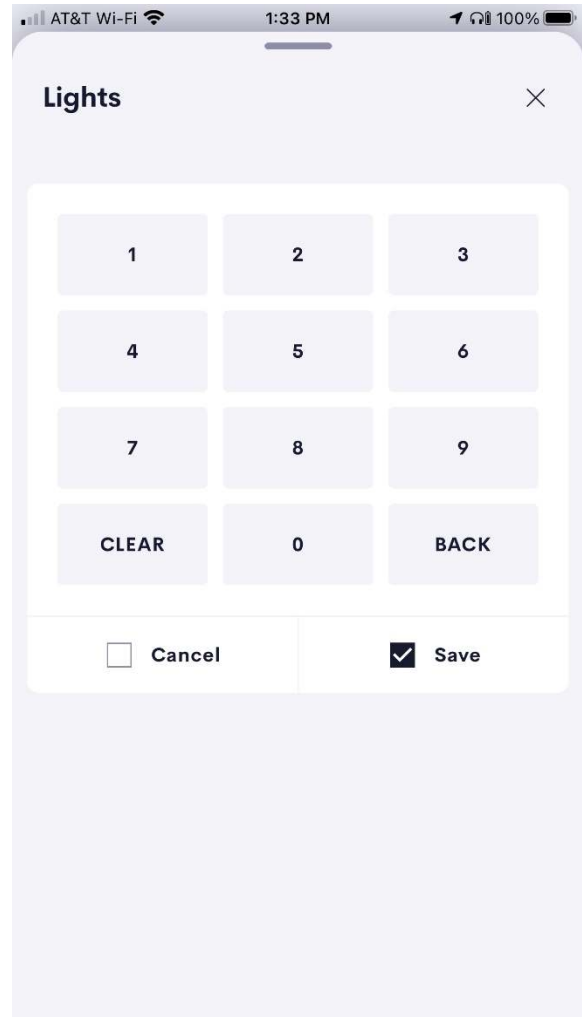 AT&T Wi-Fi 1:33 PM 100%
Lights
1 2 3
4 5 6
7 8 9
CLEAR 0 BACK
Cancel Save